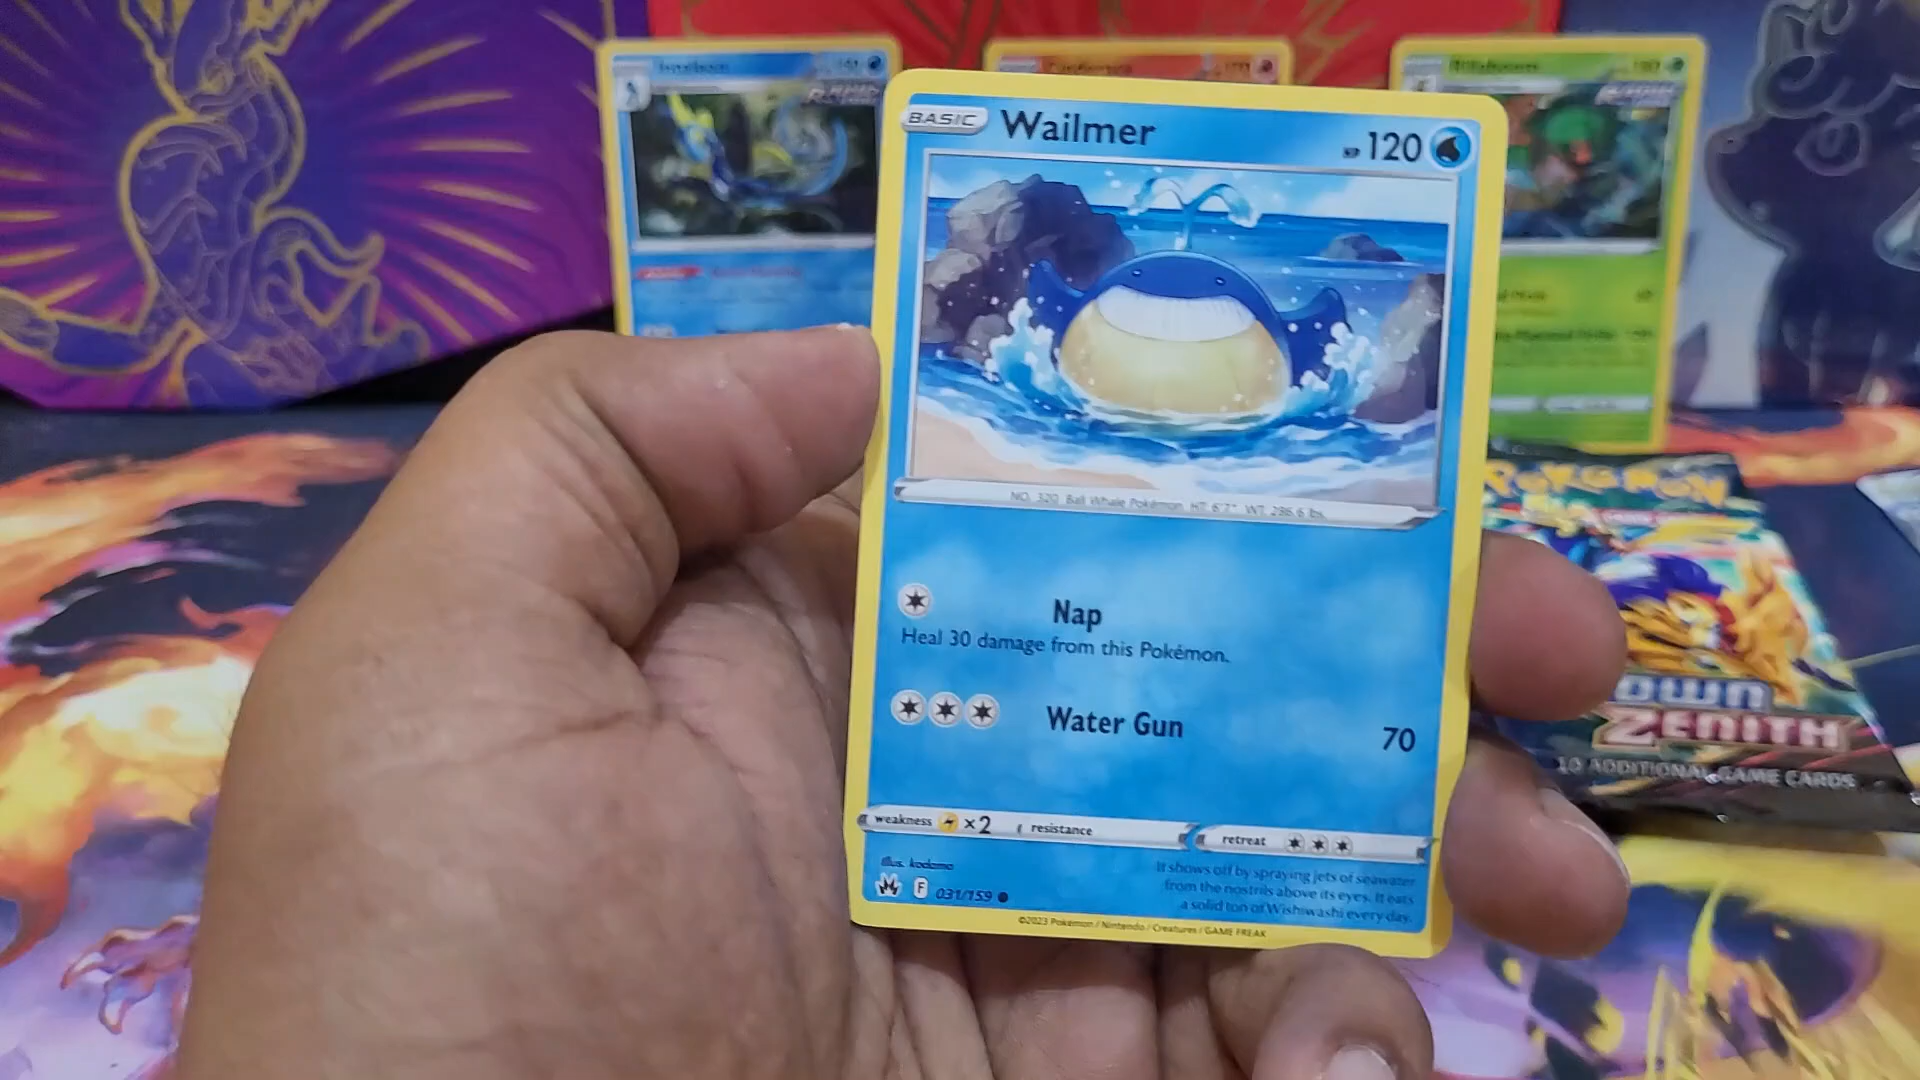 BASIC Wailmer 120
NO. 320 Ball Whale Pokémon HT: 6'7" WT: 286.6 lbs.
Nap
Heal 30 damage from this Pokémon.
Water Gun 70
weakness ×2 resistance retreat
Illus. kodama
F 031/159
It shows off by spraying jets of seawater
from the nostrils above its eyes. It eats
a solid ton of Wishiwashi every day.
©2023 Pokémon / Nintendo / Creatures / GAME FREAK
POKEMON
OWN
ZENITH
10 ADDITIONAL GAME CARDS